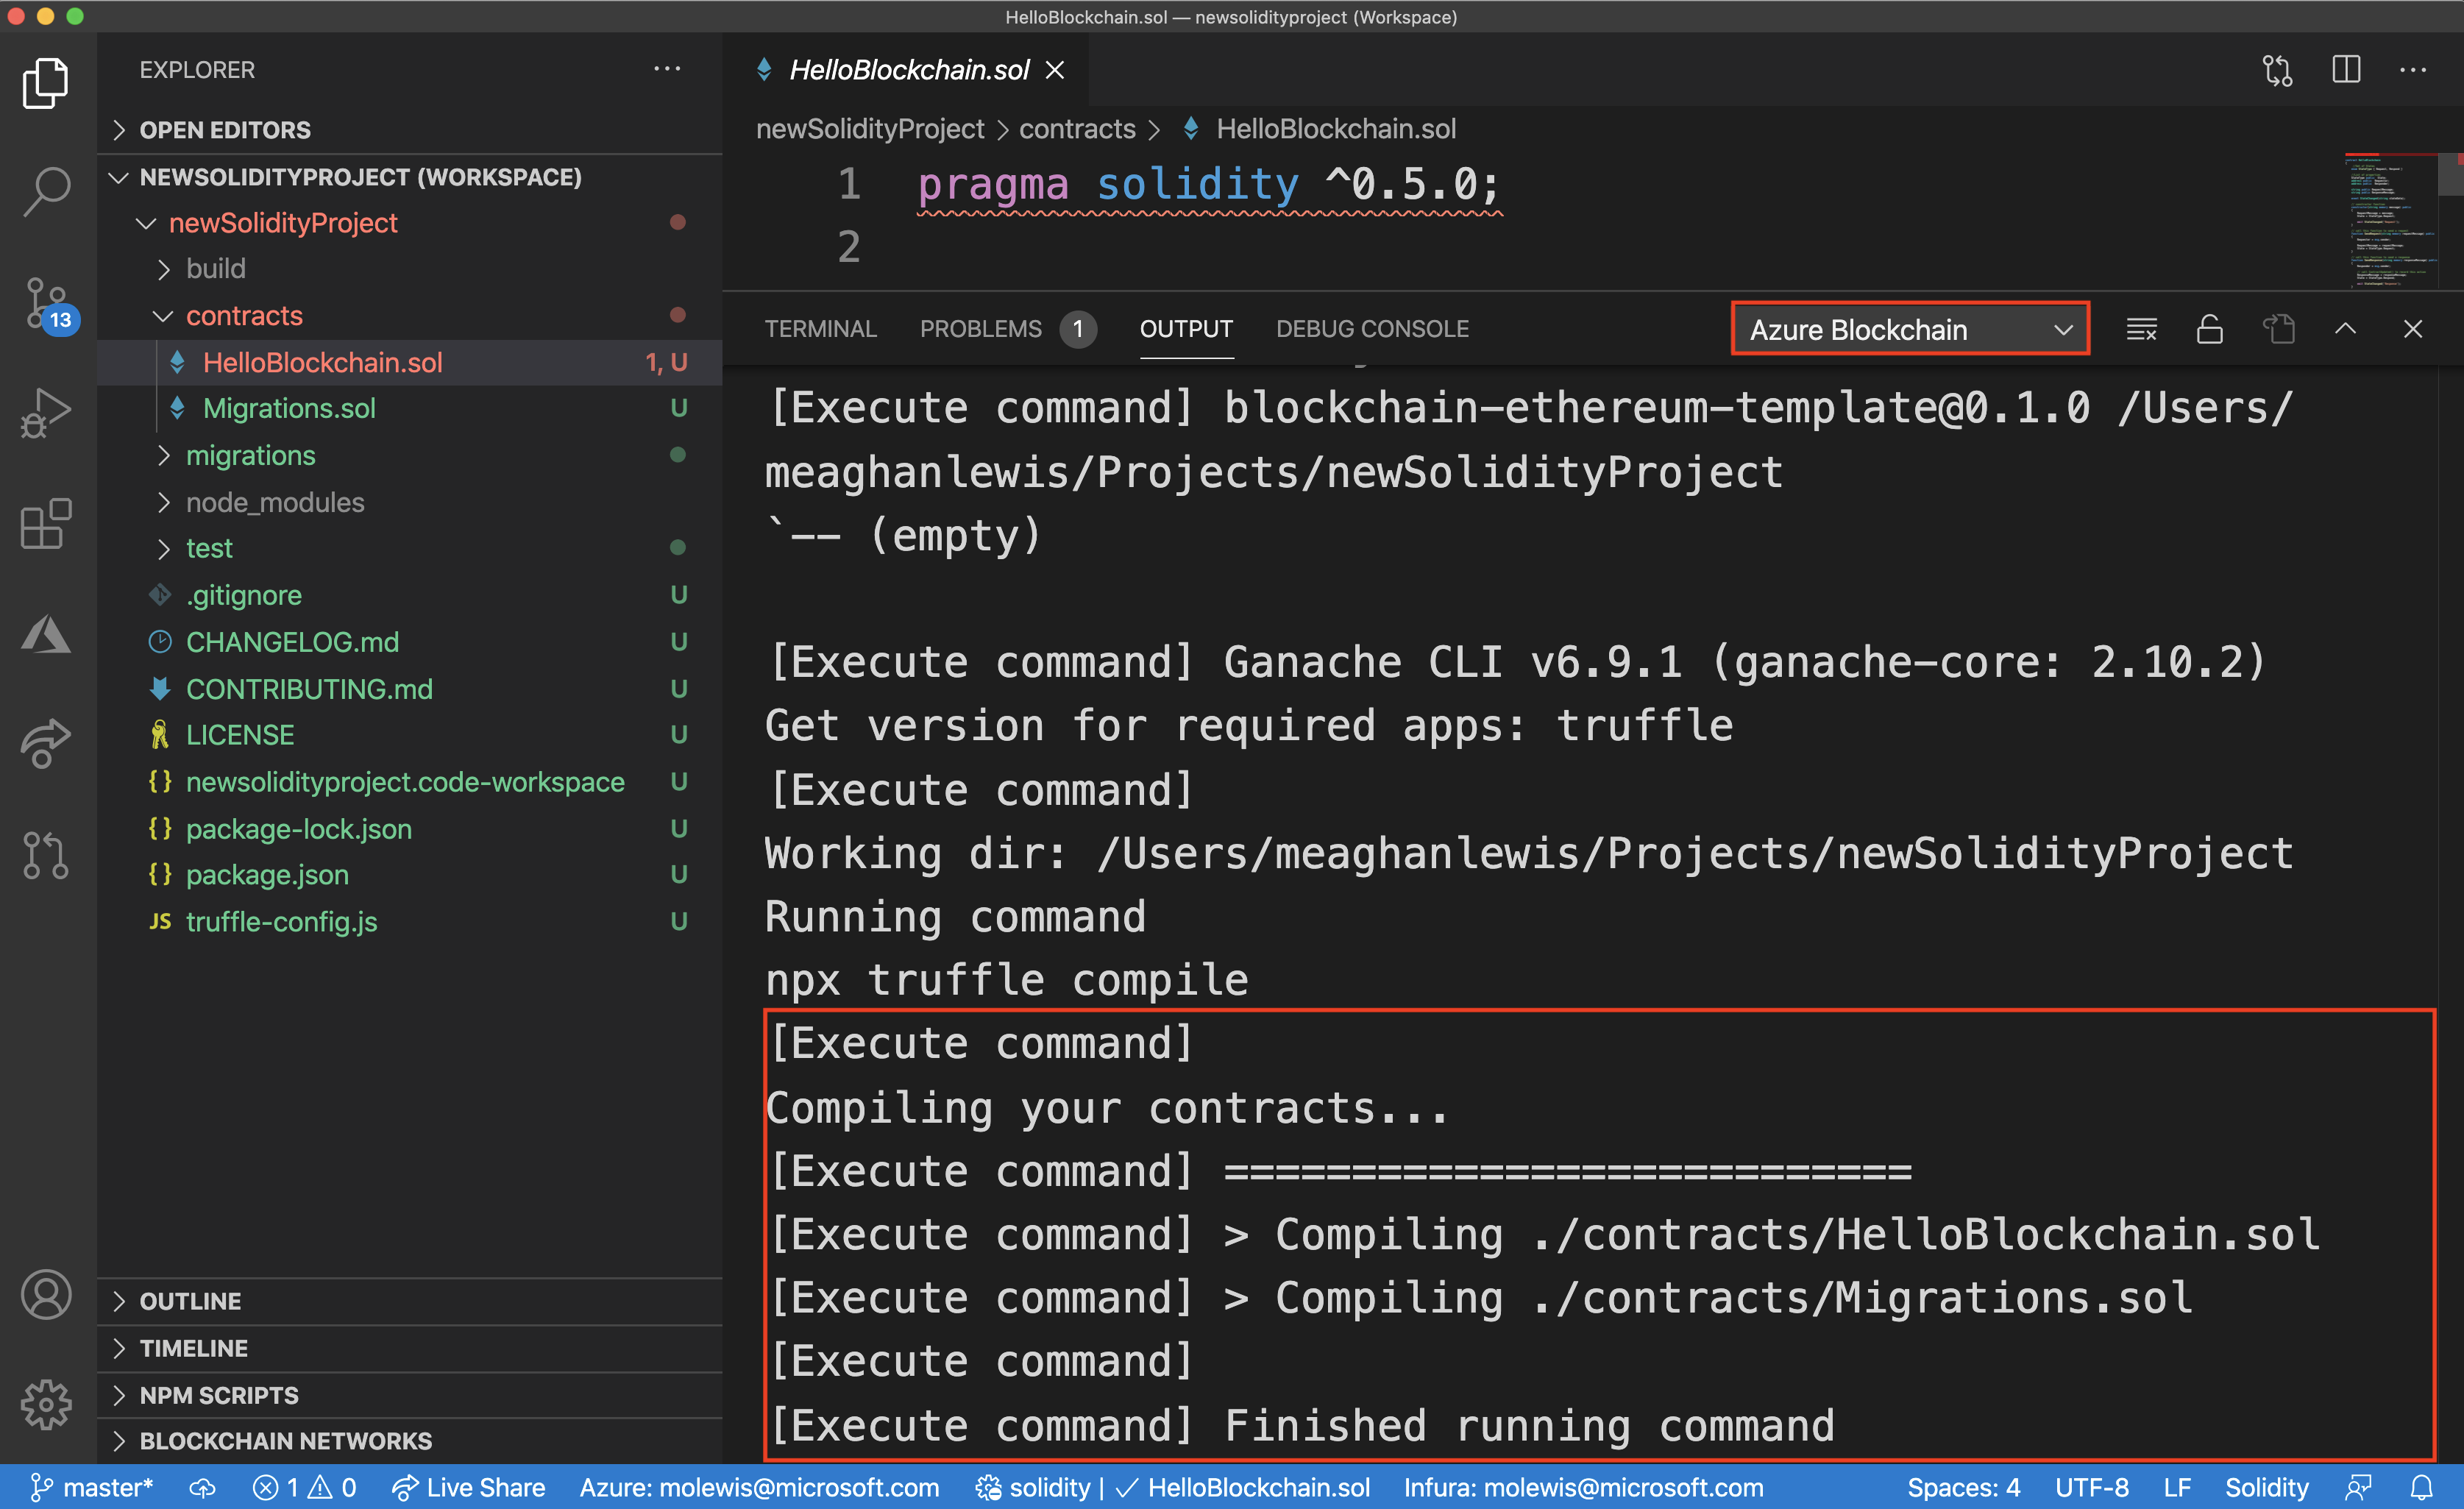 HelloBlockchain.sol — newsolidityproject (Workspace)
EXPLORER
OPEN EDITORS
NEWSOLIDITYPROJECT (WORKSPACE)
newSolidityProject
build
contracts
HelloBlockchain.sol 1, U
Migrations.sol U
migrations
node_modules
test
.gitignore U
CHANGELOG.md U
CONTRIBUTING.md U
LICENSE U
{} newsolidityproject.code-workspace U
{} package-lock.json U
{} package.json U
JS truffle-config.js U
OUTLINE
TIMELINE
NPM SCRIPTS
BLOCKCHAIN NETWORKS
13
HelloBlockchain.sol
newSolidityProject > contracts > HelloBlockchain.sol
1 pragma solidity ^0.5.0;
2
TERMINAL PROBLEMS 1 OUTPUT DEBUG CONSOLE Azure Blockchain
[Execute command] blockchain-ethereum-template@0.1.0 /Users/
meaghanlewis/Projects/newSolidityProject
`-- (empty)
[Execute command] Ganache CLI v6.9.1 (ganache-core: 2.10.2)
Get version for required apps: truffle
[Execute command]
Working dir: /Users/meaghanlewis/Projects/newSolidityProject
Running command
npx truffle compile
[Execute command]
Compiling your contracts...
[Execute command] ===========================
[Execute command] > Compiling ./contracts/HelloBlockchain.sol
[Execute command] > Compiling ./contracts/Migrations.sol
[Execute command]
[Execute command] Finished running command
master* 1 0 Live Share Azure: molewis@microsoft.com solidity | ✓ HelloBlockchain.sol Infura: molewis@microsoft.com Spaces: 4 UTF-8 LF Solidity